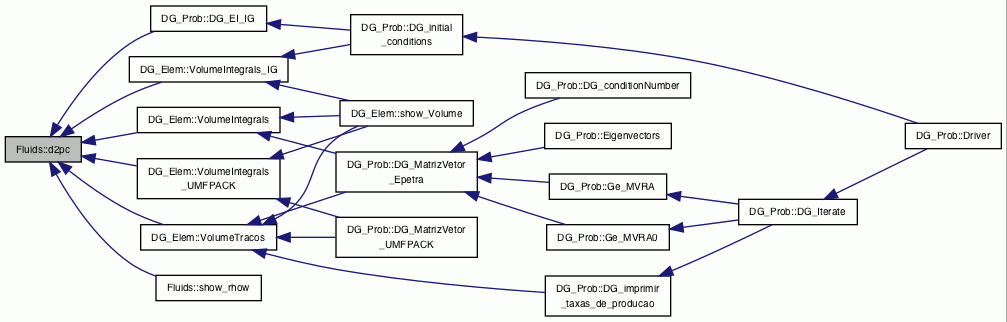 Fluids::d2pc
DG_Prob::DG_EI_IG
DG_Elem::VolumeIntegrals_IG
DG_Elem::VolumeIntegrals
DG_Elem::VolumeIntegrals
_UMFPACK
DG_Elem::VolumeTracos
Fluids::show_rhow
DG_Prob::DG_initial
_conditions
DG_Elem::show_Volume
DG_Prob::DG_MatrizVetor
_Epetra
DG_Prob::DG_MatrizVetor
_UMFPACK
DG_Prob::DG_conditionNumber
DG_Prob::Eigenvectors
DG_Prob::Ge_MVRA
DG_Prob::Ge_MVRA0
DG_Prob::DG_imprimir
_taxas_de_producao
DG_Prob::DG_Iterate
DG_Prob::Driver